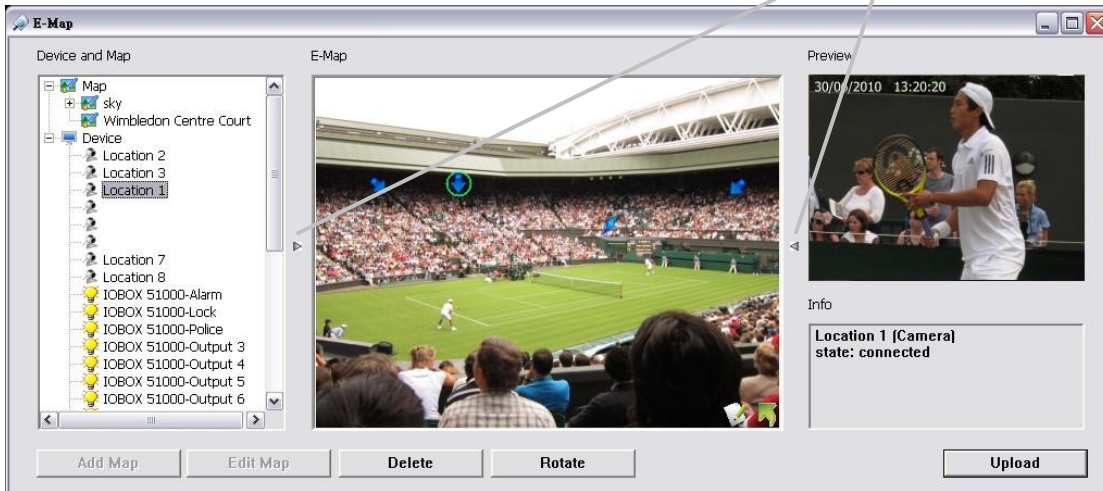 E-Map
Device and Map
Map
sky
Wimbledon Centre Court
Device
Location 2
Location 3
Location 1
Location 7
Location 8
IOBOX 51000-Alarm
IOBOX 51000-Lock
IOBOX 51000-Police
IOBOX 51000-Output 3
IOBOX 51000-Output 4
IOBOX 51000-Output 5
IOBOX 51000-Output 6
E-Map
Preview
30/06/2010 13:20:20
Info
Location 1 (Camera)
state: connected
Add Map
Edit Map
Delete
Rotate
Upload